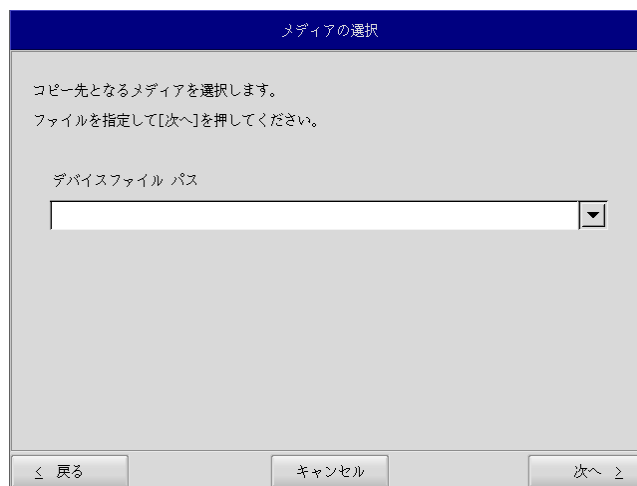 メディアの選択
コピー先となるメディアを選択します。
ファイルを指定して[次へ]を押してください。
デバイスファイル パス
< 戻る
キャンセル
次へ >